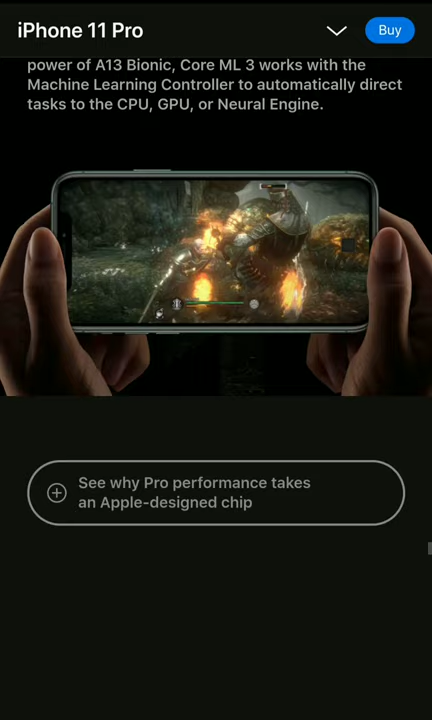 iPhone 11 Pro
Buy
power of A13 Bionic, Core ML 3 works with the
Machine Learning Controller to automatically direct
tasks to the CPU, GPU, or Neural Engine.
See why Pro performance takes
an Apple-designed chip